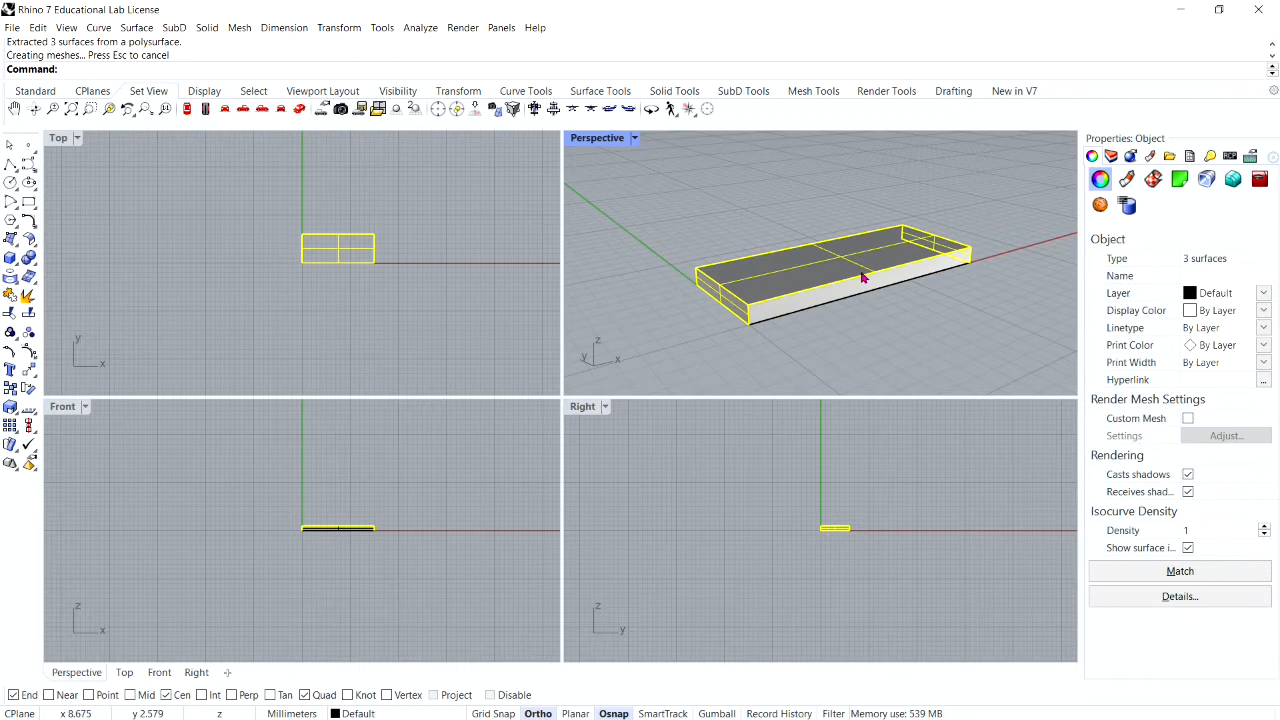 Rhino 7 Educational Lab License
File Edit View Curve Surface SubD Solid Mesh Dimension Transform Tools Analyze Render Panels Help
Extracted 3 surfaces from a polysurface.
Creating meshes... Press Esc to cancel
Command:
Standard CPlanes Set View Display Select Viewport Layout Visibility Transform Curve Tools Surface Tools Solid Tools SubD Tools Mesh Tools Render Tools Drafting New in V7
Top
Perspective
y
x
z
y
x
Front
Right
z
x
z
y
Perspective Top Front Right
Properties: Object
Object
Type 3 surfaces
Name
Layer Default
Display Color By Layer
Linetype By Layer
Print Color By Layer
Print Width By Layer
Hyperlink ...
Render Mesh Settings
Custom Mesh
Settings Adjust...
Rendering
Casts shadows
Receives shad...
Isocurve Density
Density 1
Show surface i...
Match
Details...
End Near Point Mid Cen Int Perp Tan Quad Knot Vertex Project Disable
CPlane x 8.675 y 2.579 z Millimeters Default Grid Snap Ortho Planar Osnap SmartTrack Gumball Record History Filter Memory use: 539 MB